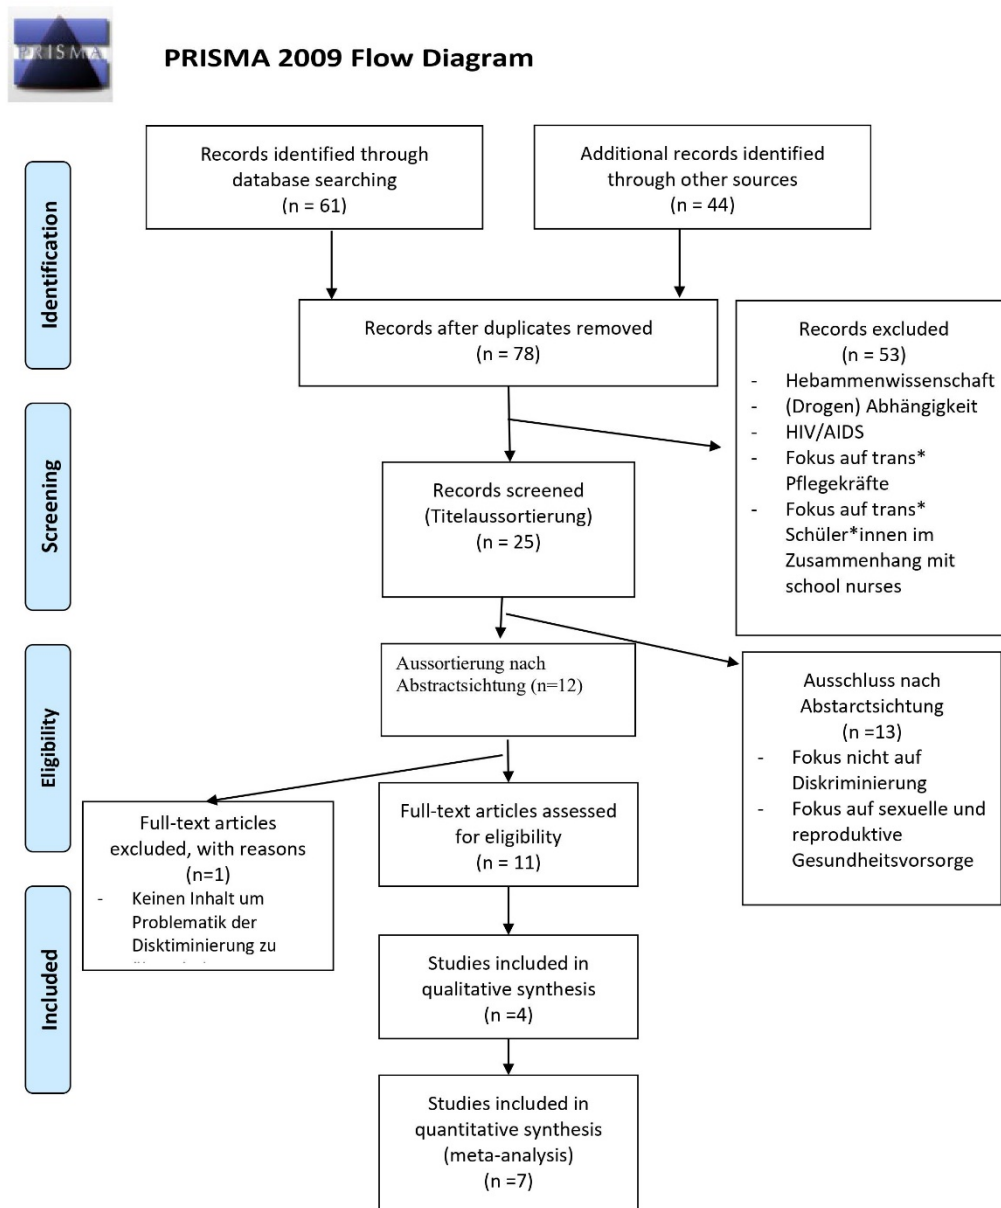 PRISMA
PRISMA 2009 Flow Diagram
Identification
Records identified through
database searching
(n = 61)
Additional records identified
through other sources
(n = 44)
Records after duplicates removed
(n = 78)
Records excluded
(n = 53)
- Hebammenwissenschaft
- (Drogen) Abhängigkeit
- HIV/AIDS
- Fokus auf trans*
Pflegekräfte
- Fokus auf trans*
Schüler*innen im
Zusammenhang mit
school nurses
Screening
Records screened
(Titelaussortierung)
n = 25)
Aussortierung nach
Abstractsichtung (n=12)
Ausschluss nach
Abstarctsichtung
(n =13)
- Fokus nicht auf
Diskriminierung
- Fokus auf sexuelle und
reproduktive
Gesundheitsvorsorge
Eligibility
Full-text articles
excluded, with reasons
(n=1)
- Keinen Inhalt um
Problematik der
Disktiminierung zu
Full-text articles assessed
for eligibility
(n = 11)
Included
Studies included in
qualitative synthesis
(n =4)
Studies included in
quantitative synthesis
(meta-analysis)
(n =7)